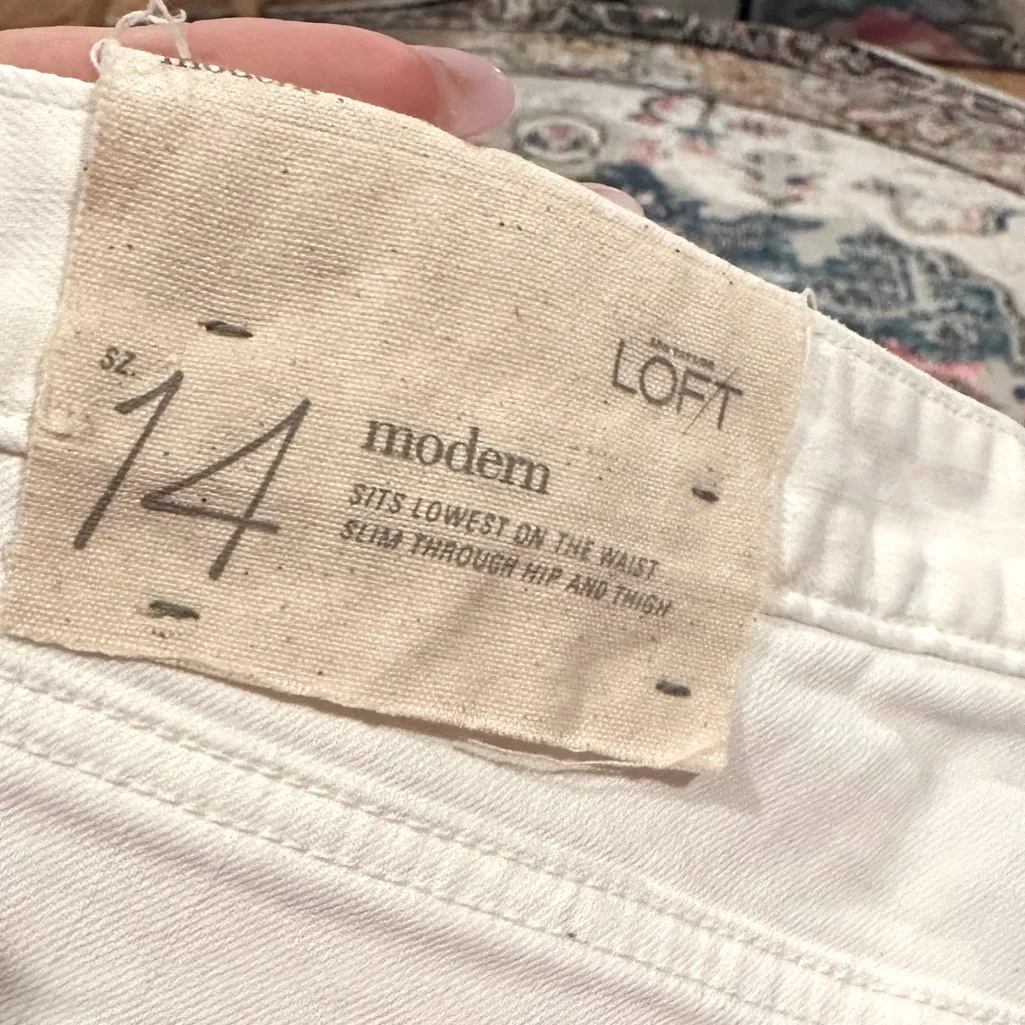 LOFT
SZ.
14
modern
SITS LOWEST ON THE WAIST
SLIM THROUGH HIP AND THIGH